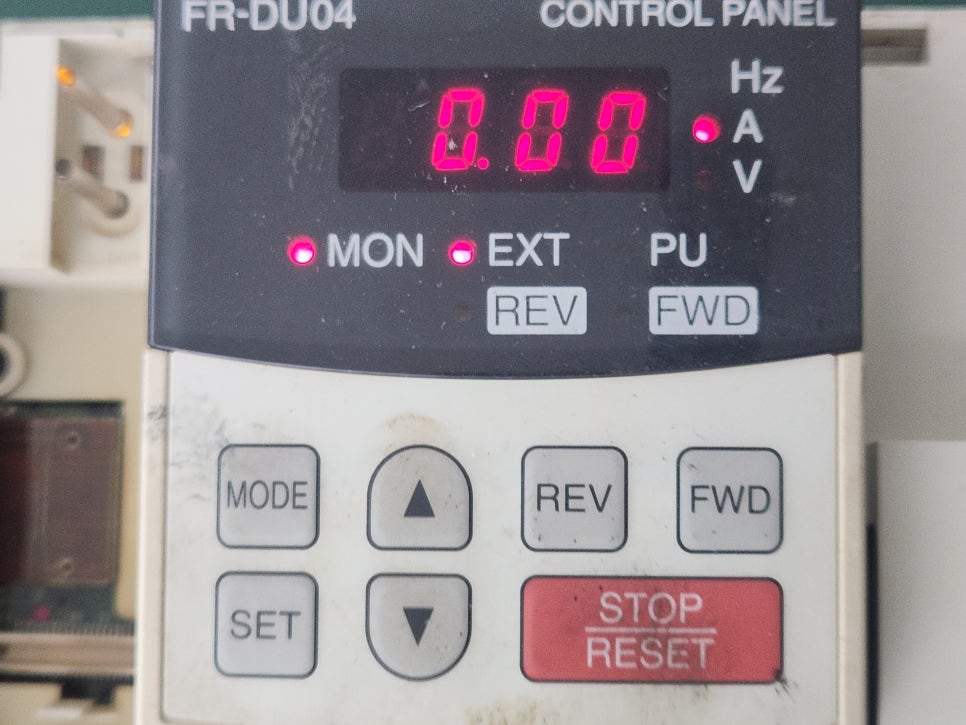 FR-DU04 CONTROL PANEL
0.00
Hz
A
V
MON EXT PU
REV FWD
MODE ▲ REV FWD
SET ▼ STOP
RESET